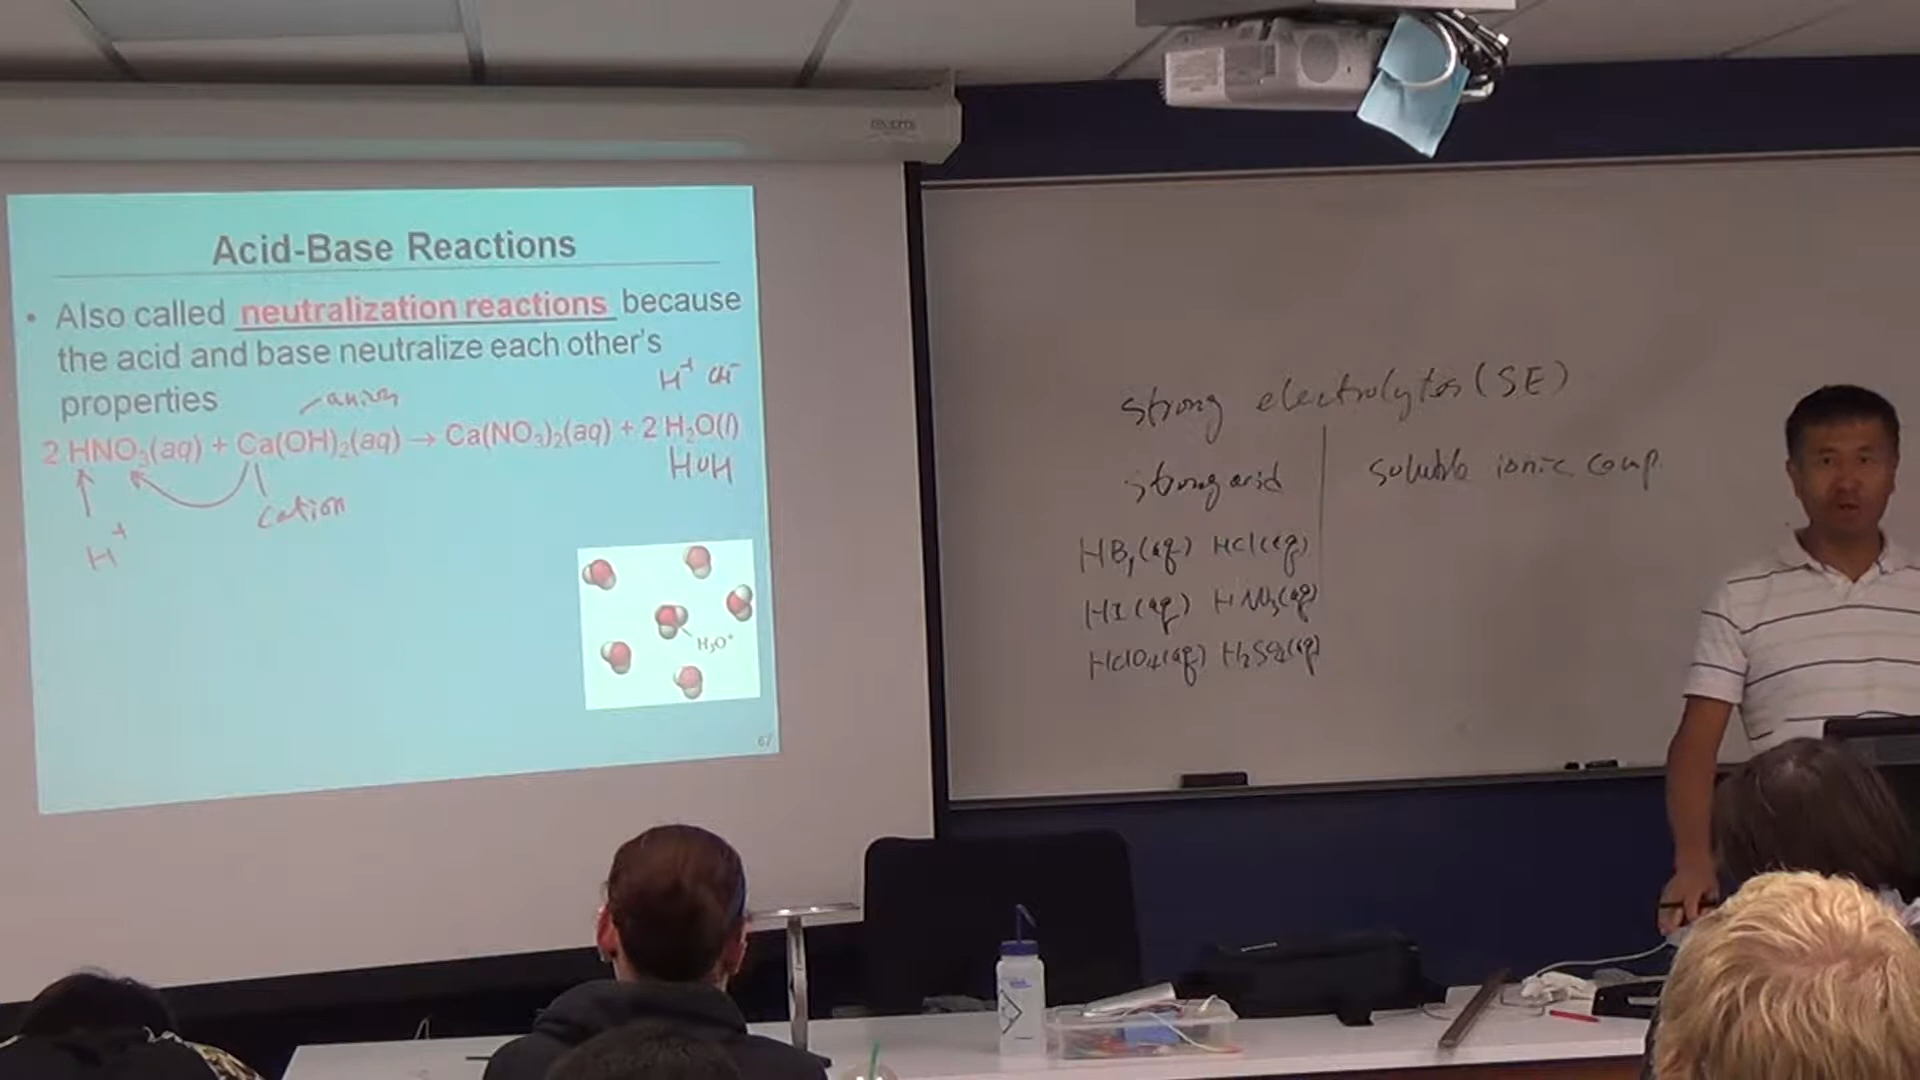 Acid-Base Reactions
• Also called neutralization reactions because
the acid and base neutralize each other's
properties
H⁺ OH⁻
anion
2 HNO₃(aq) + Ca(OH)₂(aq) → Ca(NO₃)₂(aq) + 2 H₂O(l)
HOH
cation
H⁺
H₃O⁺
67
strong electrolytes (SE)
strong acid | soluble ionic comp.
HBr(aq) HCl(aq)
HI(aq) HNO₃(aq)
HClO₄(aq) H₂SO₄(aq)